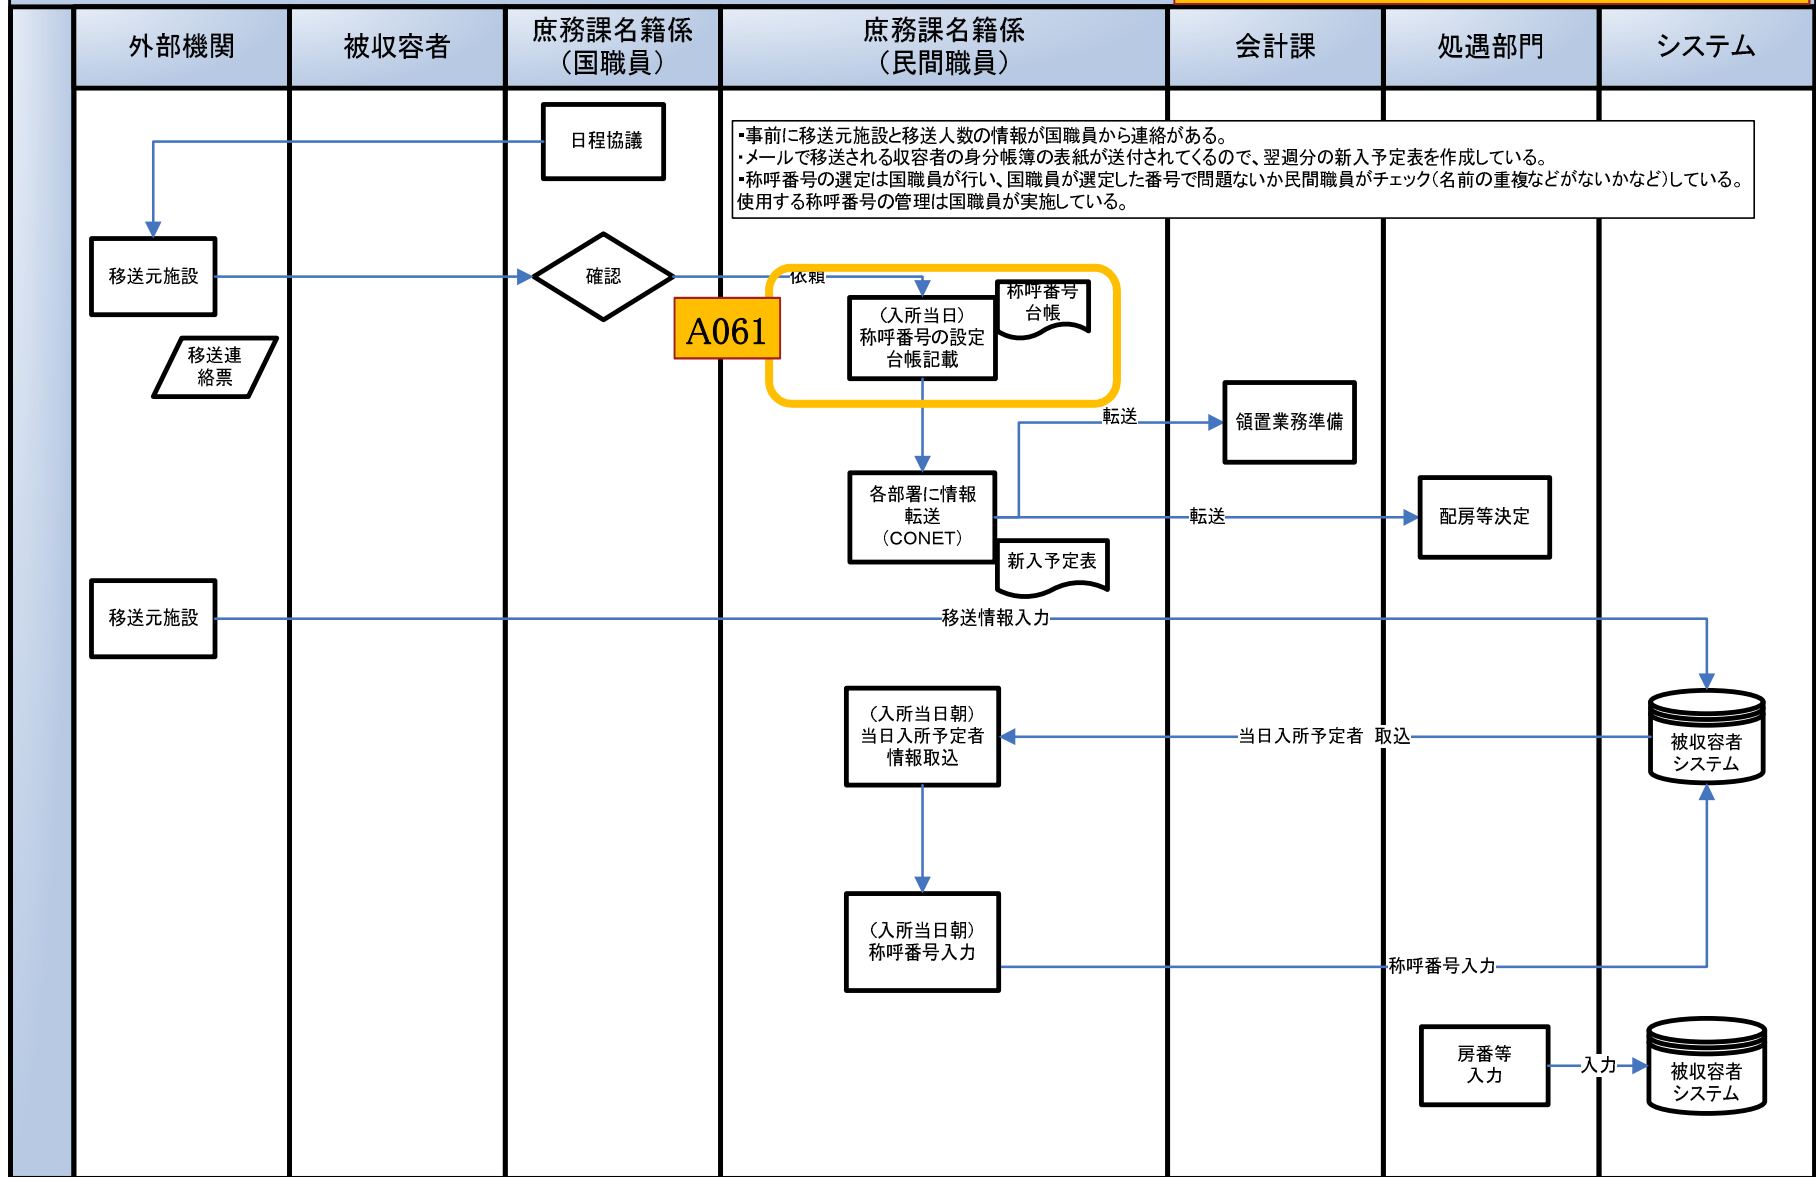 外部機関
被収容者
庶務課名籍係
（国職員）
庶務課名籍係
（民間職員）
会計課
処遇部門
システム
日程協議
・事前に移送元施設と移送人数の情報が国職員から連絡がある。
・メールで移送される収容者の身分帳簿の表紙が送付されてくるので、翌週分の新入予定表を作成している。
・称呼番号の選定は国職員が行い、国職員が選定した番号で問題ないか民間職員がチェック（名前の重複などがないかなど）している。
使用する称呼番号の管理は国職員が実施している。
移送元施設
確認
依頼
A061
（入所当日）
称呼番号の設定
台帳記載
称呼番号
台帳
移送連
絡票
転送
領置業務準備
各部署に情報
転送
（CONET）
転送
配房等決定
新入予定表
移送元施設
移送情報入力
（入所当日朝）
当日入所予定者
情報取込
当日入所予定者 取込
被収容者
システム
（入所当日朝）
称呼番号入力
称呼番号入力
房番等
入力
入力
被収容者
システム